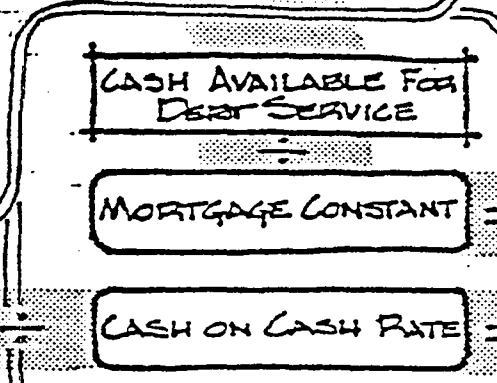 CASH AVAILABLE FOR
DEBT SERVICE
÷
MORTGAGE CONSTANT
=
÷
CASH ON CASH RATE
=